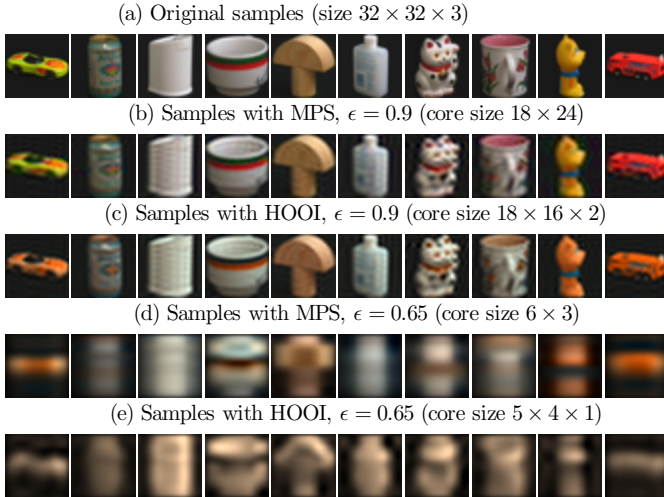 (a) Original samples (size 32 × 32 × 3)
(b) Samples with MPS, ϵ = 0.9 (core size 18 × 24)
(c) Samples with HOOI, ϵ = 0.9 (core size 18 × 16 × 2)
(d) Samples with MPS, ϵ = 0.65 (core size 6 × 3)
(e) Samples with HOOI, ϵ = 0.65 (core size 5 × 4 × 1)